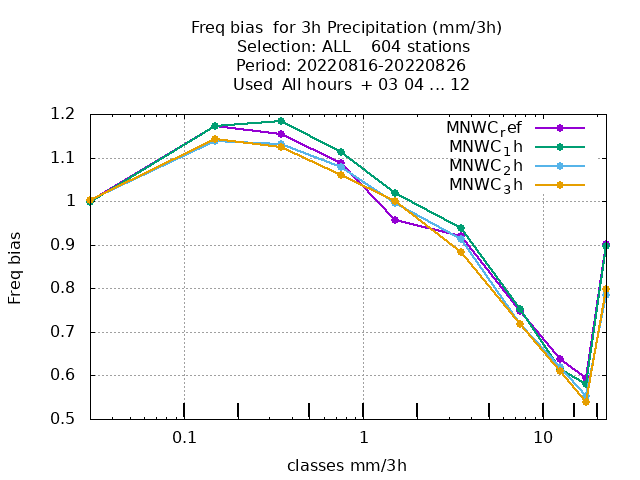 Freq bias  for 3h Precipitation (mm/3h)
Selection: ALL    604 stations
Period: 20220816-20220826
Used  All hours  + 03 04 ... 12
MNWC_ref
MNWC_1h
MNWC_2h
MNWC_3h
1.2
1.1
1
0.9
0.8
0.7
0.6
0.5
Freq bias
0.1 1 10
classes mm/3h